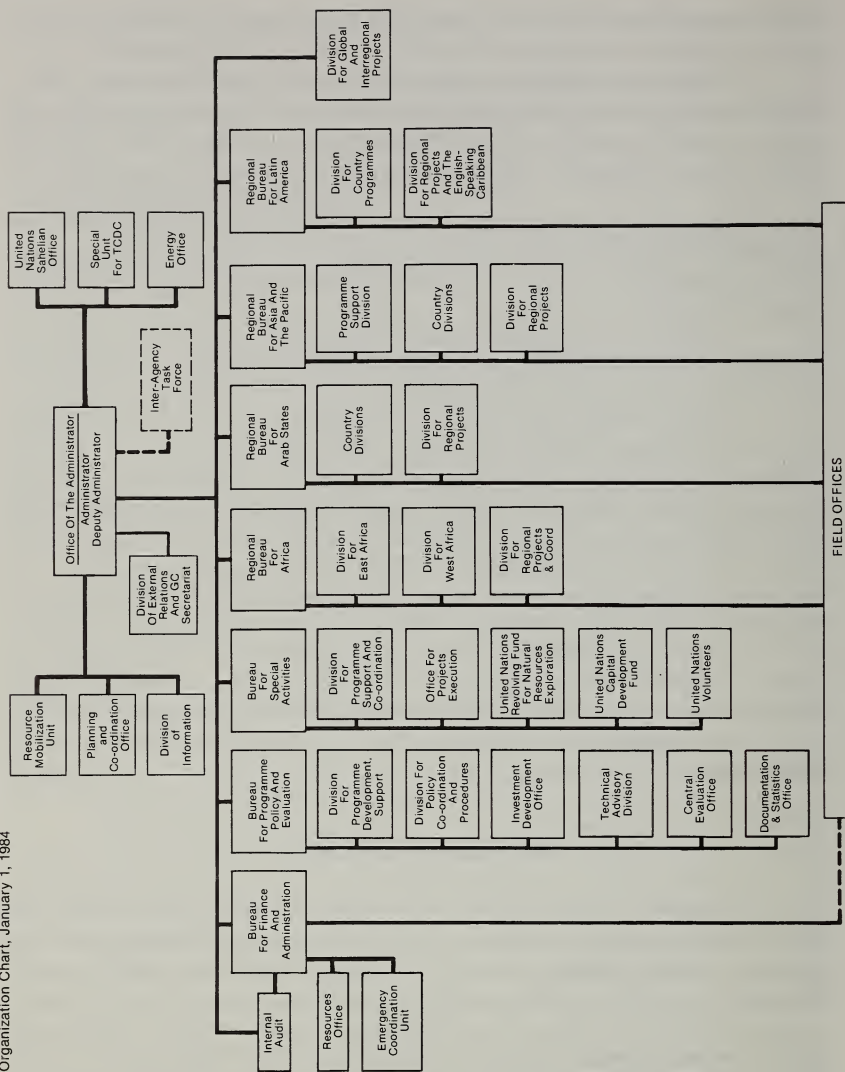 Organization Chart, January 1, 1984
Office Of The Administrator
Administrator
Deputy Administrator
Resource
Mobilization
Unit
Planning
and
Co-ordination
Office
Division
of
Information
Division
Of External
Relations
And GC
Secretariat
Inter-Agency
Task
Force
United
Nations
Sahelian
Office
Special
Unit
For TCDC
Energy
Office
Internal
Audit
Bureau
For Finance
And
Administration
Resources
Office
Emergency
Coordination
Unit
Bureau
For Programme
Policy And
Evaluation
Division
For
Programme
Development,
Support
Division For
Policy
Co-ordination
And
Procedures
Investment
Development
Office
Technical
Advisory
Division
Central
Evaluation
Office
Documentation
& Statistics
Office
Bureau
For
Special
Activities
Division
For
Programme
Support And
Co-ordination
Office For
Projects
Execution
United Nations
Revolving Fund
For Natural
Resources
Exploration
United Nations
Capital
Development
Fund
United Nations
Volunteers
Regional
Bureau
For
Africa
Division
For
East Africa
Division
For
West Africa
Division
For
Regional
Projects
& Coord
Regional
Bureau
For
Arab States
Country
Divisions
Division
For
Regional
Projects
Regional
Bureau
For Asia And
The Pacific
Programme
Support
Division
Country
Divisions
Division
For
Regional
Projects
Regional
Bureau
For Latin
America
Division
For
Country
Programmes
Division
For Regional
Projects
And The
English-
Speaking
Caribbean
Division
For Global
And
Interregional
Projects
FIELD OFFICES